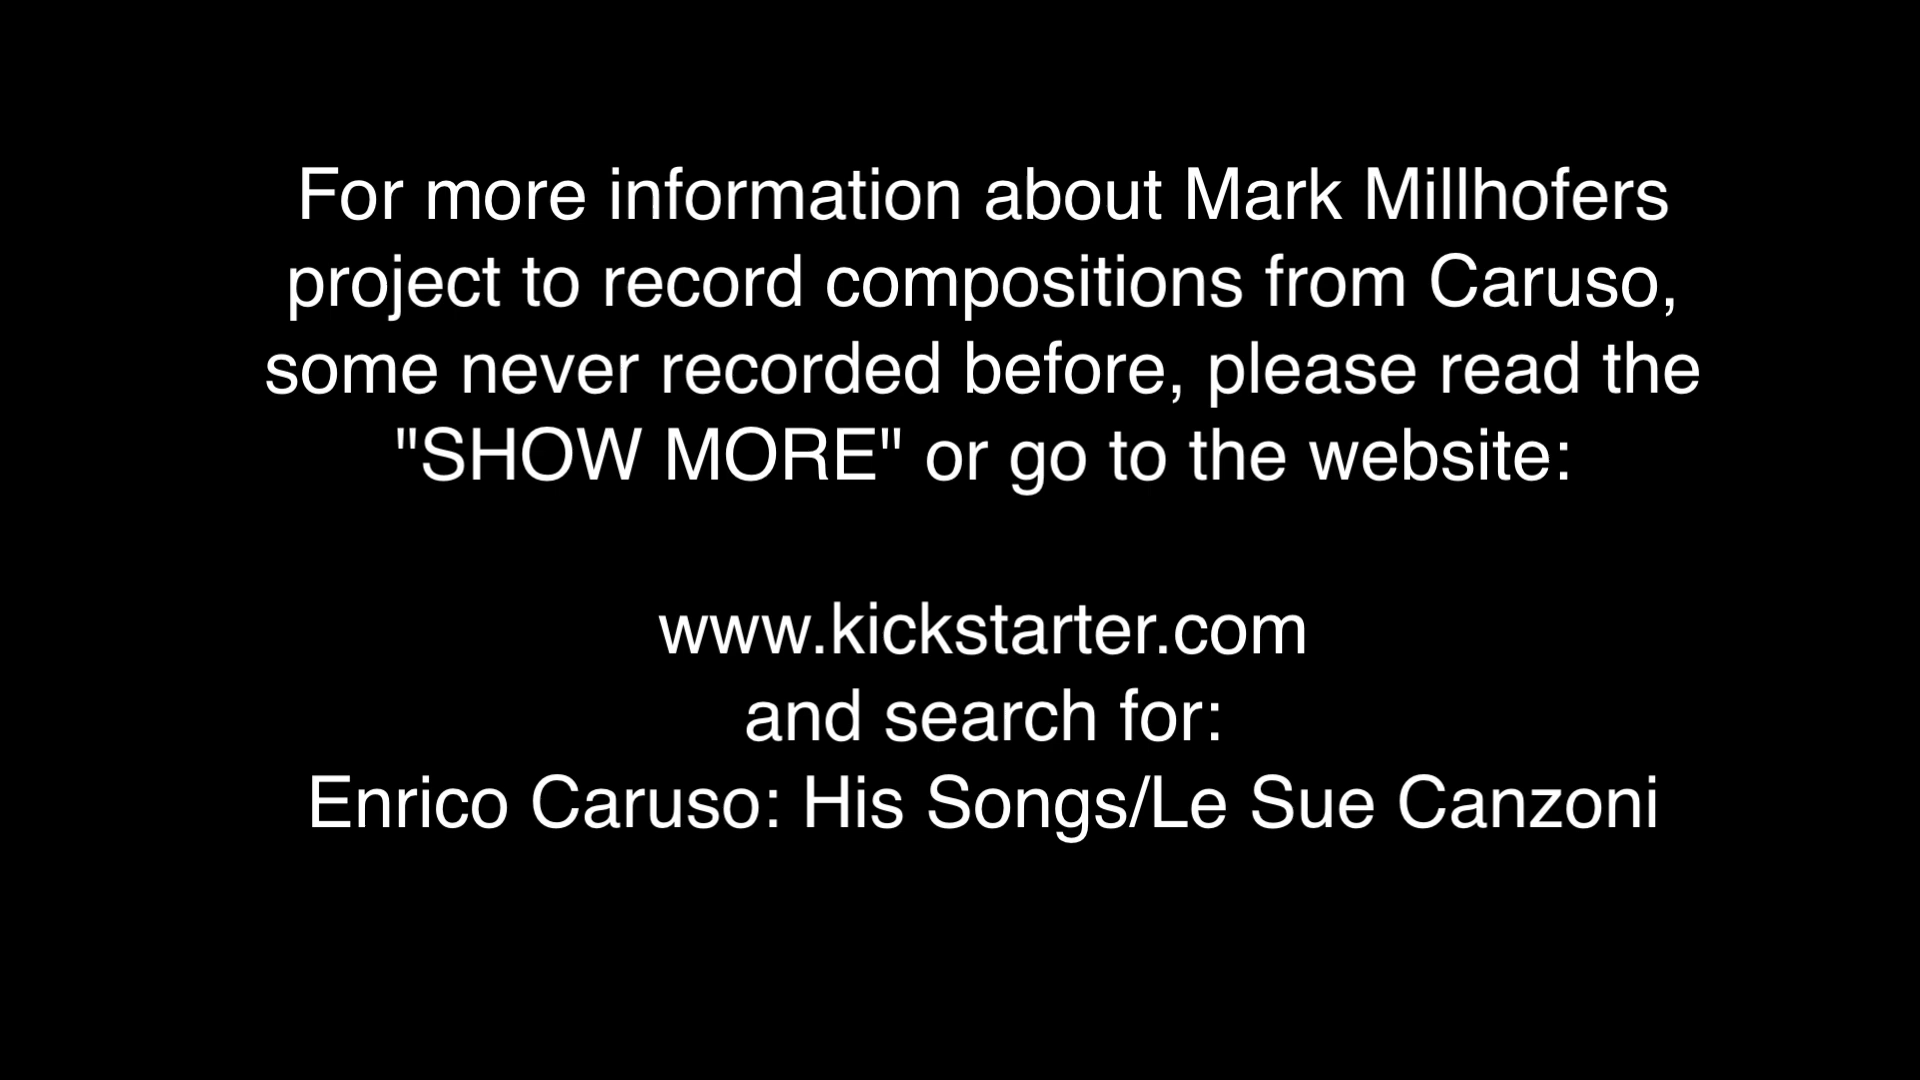 For more information about Mark Millhofers
project to record compositions from Caruso,
some never recorded before, please read the
"SHOW MORE" or go to the website:
www.kickstarter.com
and search for:
Enrico Caruso: His Songs/Le Sue Canzoni